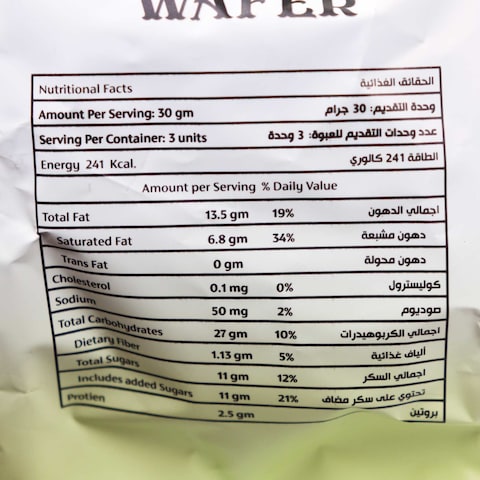 WAFER
Nutritional Facts الحقائق الغذائية
Amount Per Serving: 30 gm وحدة التقديم: 30 جرام
Serving Per Container: 3 units عدد وحدات التقديم للعبوة: 3 وحدة
Energy 241 Kcal. الطاقة 241 كالوري
Amount per Serving % Daily Value
Total Fat 13.5 gm 19% اجمالي الدهون
Saturated Fat 6.8 gm 34% دهون مشبعة
Trans Fat 0 gm دهون محولة
Cholesterol 0.1 mg 0% كوليسترول
Sodium 50 mg 2% صوديوم
Total Carbohydrates 27 gm 10% اجمالي الكربوهيدرات
Dietary Fiber 1.13 gm 5% ألياف غذائية
Total Sugars 11 gm 12% اجمالي السكر
Includes added Sugars 11 gm 21% تحتوي على سكر مضاف
Protien 2.5 gm بروتين